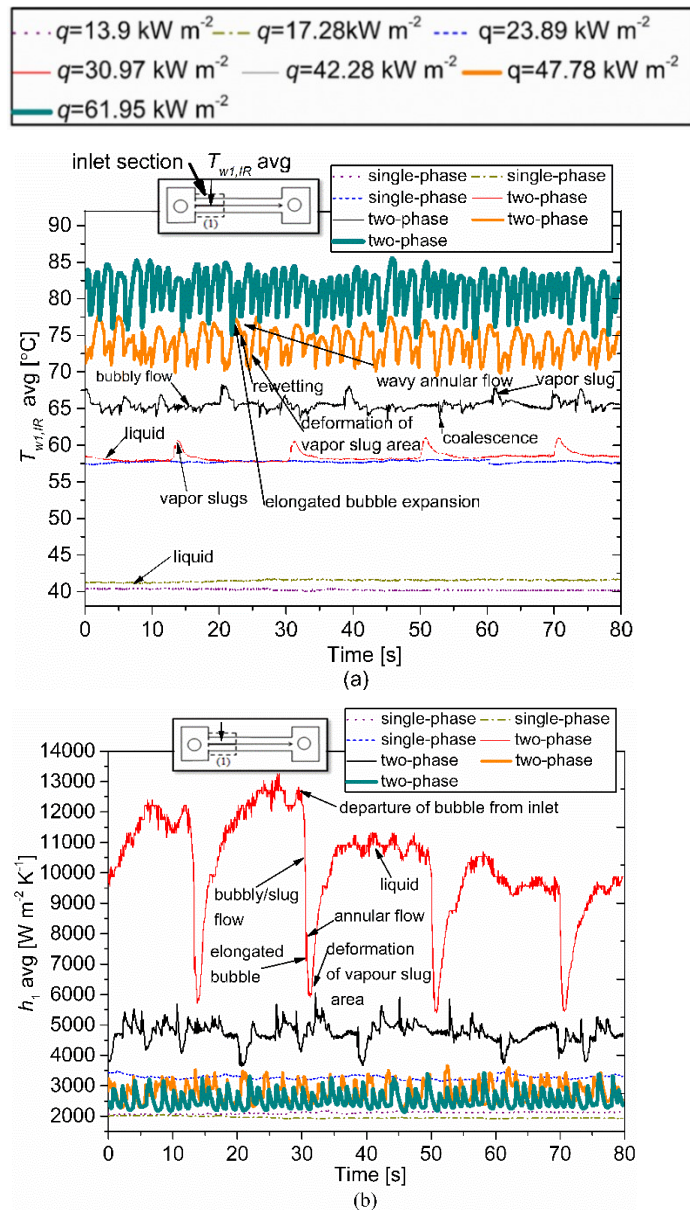 q=13.9 kW m-2 q=17.28kW m-2 q=23.89kW m-2
q=30.97 kW m-2 q=42.28 kW m-2 q=47.78 kW m-2
q=61.95 kW m-2
inlet section Tw1,IR avg
(1)
single-phase single-phase
single-phase two-phase
two-phase two-phase
two-phase
90
85
80
75
70
65
60
55
50
45
40
Tw1,IR avg [°C]
bubbly flow
rewetting
wavy annular flow
vapor slug
deformation of
vapor slug area
coalescence
liquid
vapor slugs
elongated bubble expansion
liquid
0 10 20 30 40 50 60 70 80
Time [s]
(a)
(1)
single-phase single-phase
single-phase two-phase
two-phase two-phase
two-phase
14000
13000
12000
11000
10000
9000
8000
7000
6000
5000
4000
3000
2000
h1 avg [W m-2 K-1]
departure of bubble from inlet
liquid
bubbly/slug
flow
annular flow
elongated
bubble
deformation
of vapour slug
area
0 10 20 30 40 50 60 70 80
Time [s]
(b)